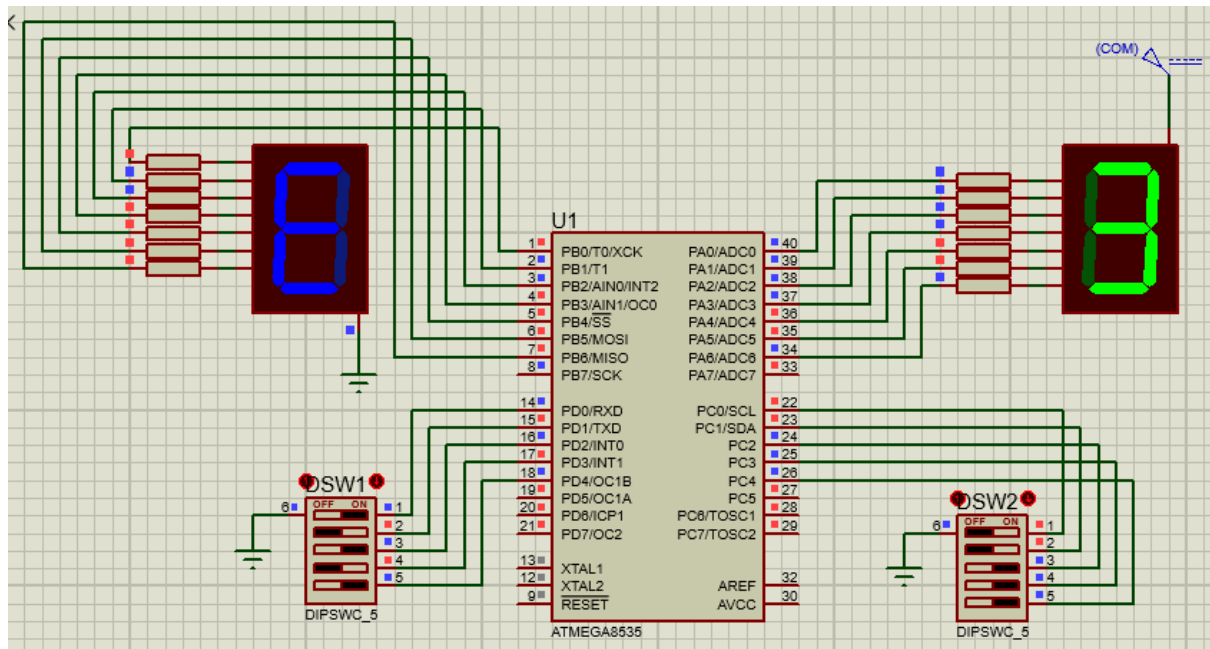 (COM)
U1
1 PB0/T0/XCK PA0/ADC0 40
2 PB1/T1 PA1/ADC1 39
3 PB2/AIN0/INT2 PA2/ADC2 38
4 PB3/AIN1/OC0 PA3/ADC3 37
5 PB4/SS PA4/ADC4 36
6 PB5/MOSI PA5/ADC5 35
7 PB6/MISO PA6/ADC6 34
8 PB7/SCK PA7/ADC7 33
14 PD0/RXD PC0/SCL 22
15 PD1/TXD PC1/SDA 23
16 PD2/INT0 PC2 24
17 PD3/INT1 PC3 25
18 PD4/OC1B PC4 26
19 PD5/OC1A PC5 27
20 PD6/ICP1 PC6/TOSC1 28
21 PD7/OC2 PC7/TOSC2 29
13 XTAL1
12 XTAL2 AREF 32
9 RESET AVCC 30
ATMEGA8535
DSW1
OFF ON
6 1
2
3
4
5
DIPSWC_5
DSW2
OFF ON
6 1
2
3
4
5
DIPSWC_5